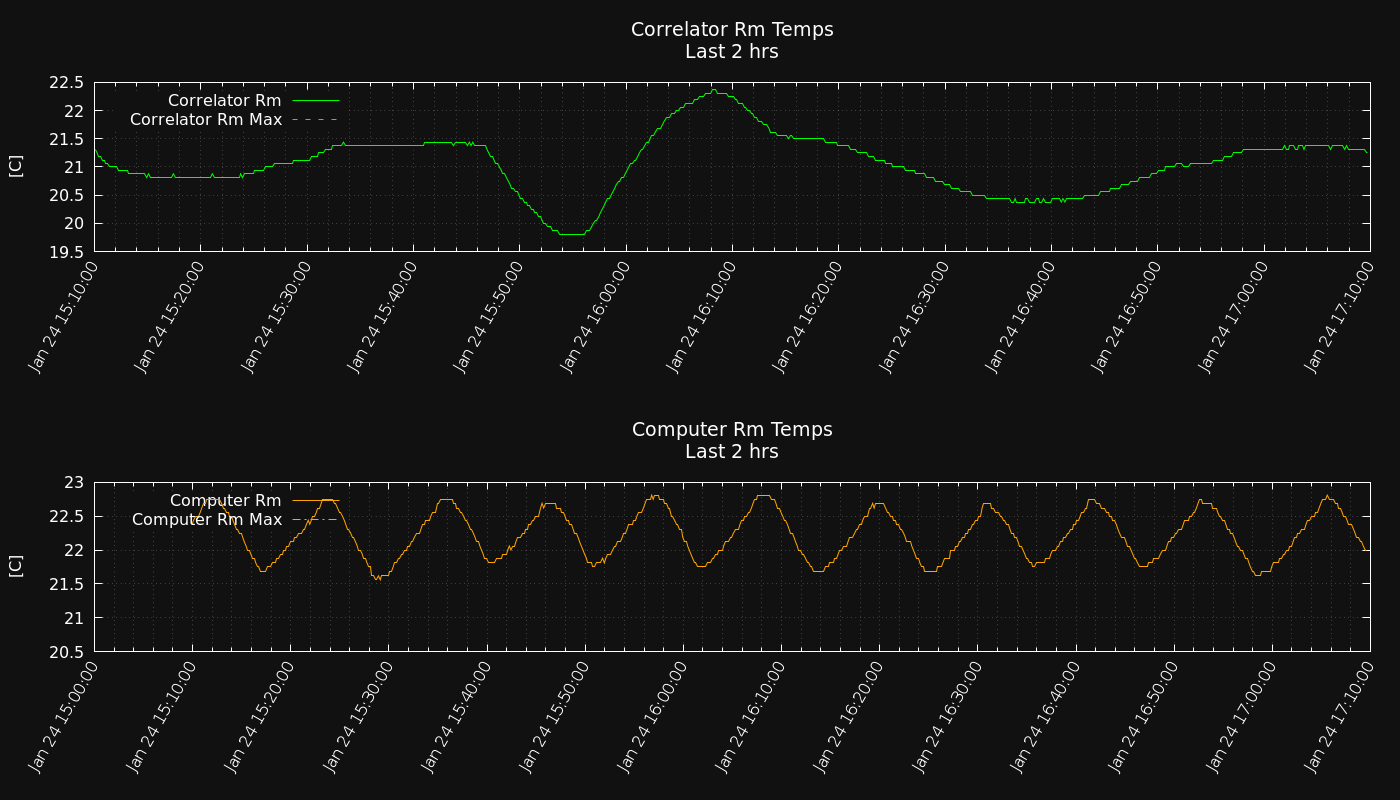 Correlator Rm Temps
Last 2 hrs
22.5
22
21.5
21
20.5
20
19.5
[C]
Correlator Rm
Correlator Rm Max
Jan 24 15:10:00
Jan 24 15:20:00
Jan 24 15:30:00
Jan 24 15:40:00
Jan 24 15:50:00
Jan 24 16:00:00
Jan 24 16:10:00
Jan 24 16:20:00
Jan 24 16:30:00
Jan 24 16:40:00
Jan 24 16:50:00
Jan 24 17:00:00
Jan 24 17:10:00
Computer Rm Temps
Last 2 hrs
23
22.5
22
21.5
21
20.5
[C]
Computer Rm
Computer Rm Max
Jan 24 15:00:00
Jan 24 15:10:00
Jan 24 15:20:00
Jan 24 15:30:00
Jan 24 15:40:00
Jan 24 15:50:00
Jan 24 16:00:00
Jan 24 16:10:00
Jan 24 16:20:00
Jan 24 16:30:00
Jan 24 16:40:00
Jan 24 16:50:00
Jan 24 17:00:00
Jan 24 17:10:00